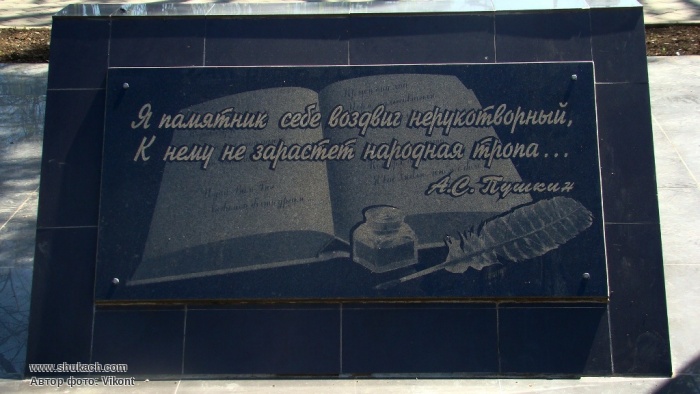 Я памятник себе воздвиг нерукотворный,
К нему не зарастет народная тропа...
А.С. Пушкин
www.shukach.com
Автор фото: Vikont